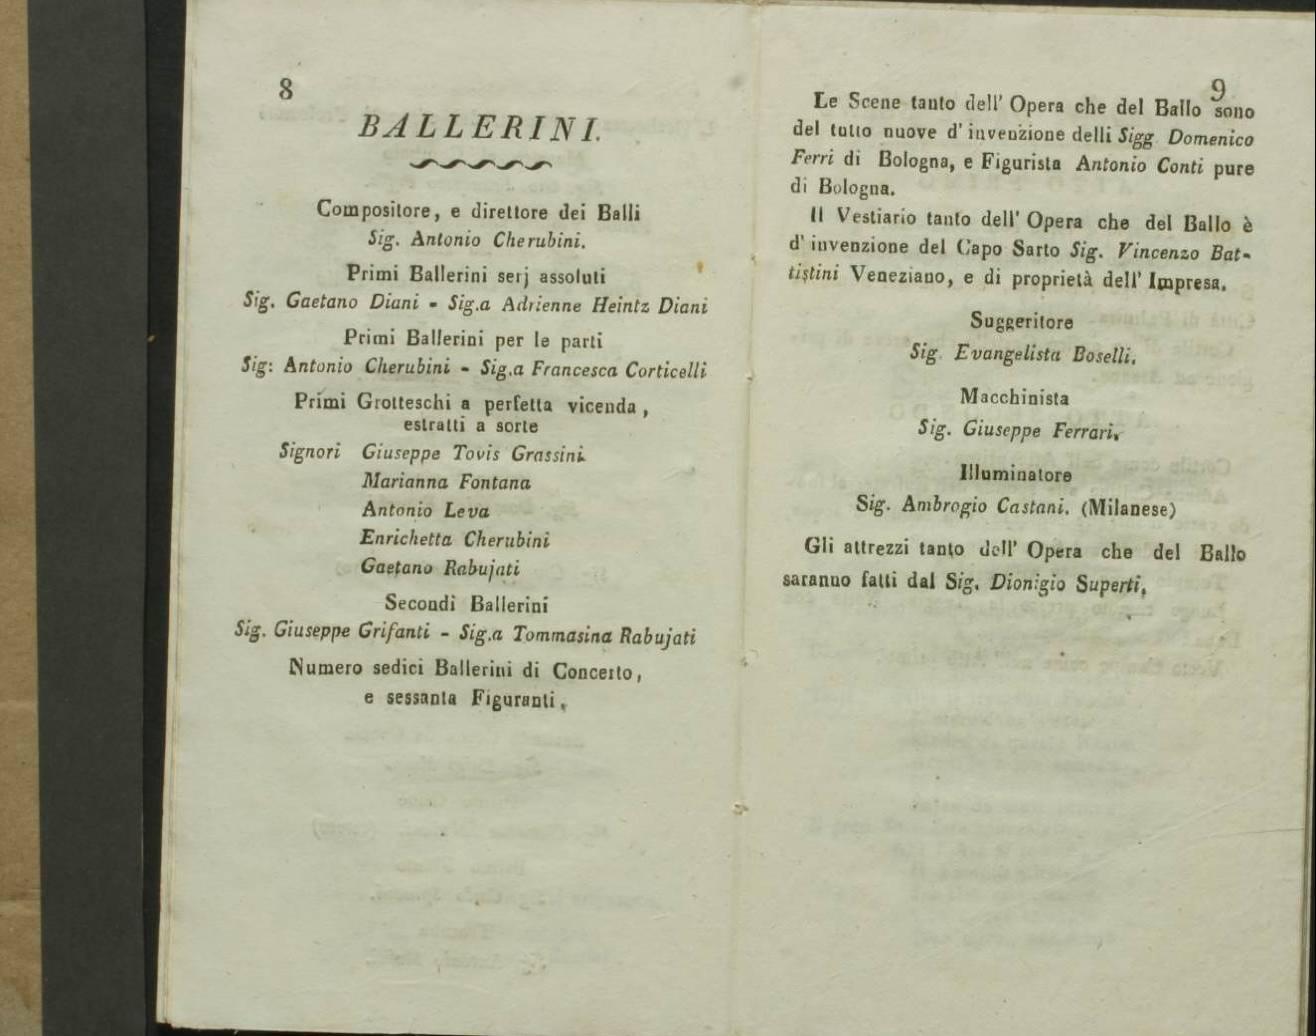 8
BALLERINI.
Compositore, e direttore dei Balli
Sig. Antonio Cherubini.
Primi Ballerini serj assoluti
Sig. Gaetano Diani - Sig.a Adrienne Heintz Diani
Primi Ballerini per le parti
Sig: Antonio Cherubini - Sig.a Francesca Corticelli
Primi Grotteschi a perfetta vicenda,
estratti a sorte
Signori Giuseppe Tovis Grassini
Marianna Fontana
Antonio Leva
Enrichetta Cherubini
Gaetano Rabujati
Secondi Ballerini
Sig. Giuseppe Grifanti - Sig.a Tommasina Rabujati
Numero sedici Ballerini di Concerto,
e sessanta Figuranti.
9
Le Scene tanto dell' Opera che del Ballo sono
del tutto nuove d' invenzione delli Sigg Domenico
Ferri di Bologna, e Figurista Antonio Conti pure
di Bologna.
Il Vestiario tanto dell' Opera che del Ballo è
d' invenzione del Capo Sarto Sig. Vincenzo Bat-
tistini Veneziano, e di proprietà dell' Impresa.
Suggeritore
Sig. Evangelista Boselli.
Macchinista
Sig. Giuseppe Ferrari.
Illuminatore
Sig. Ambrogio Castani. (Milanese)
Gli attrezzi tanto dell' Opera che del Ballo
saranno fatti dal Sig. Dionigio Superti.